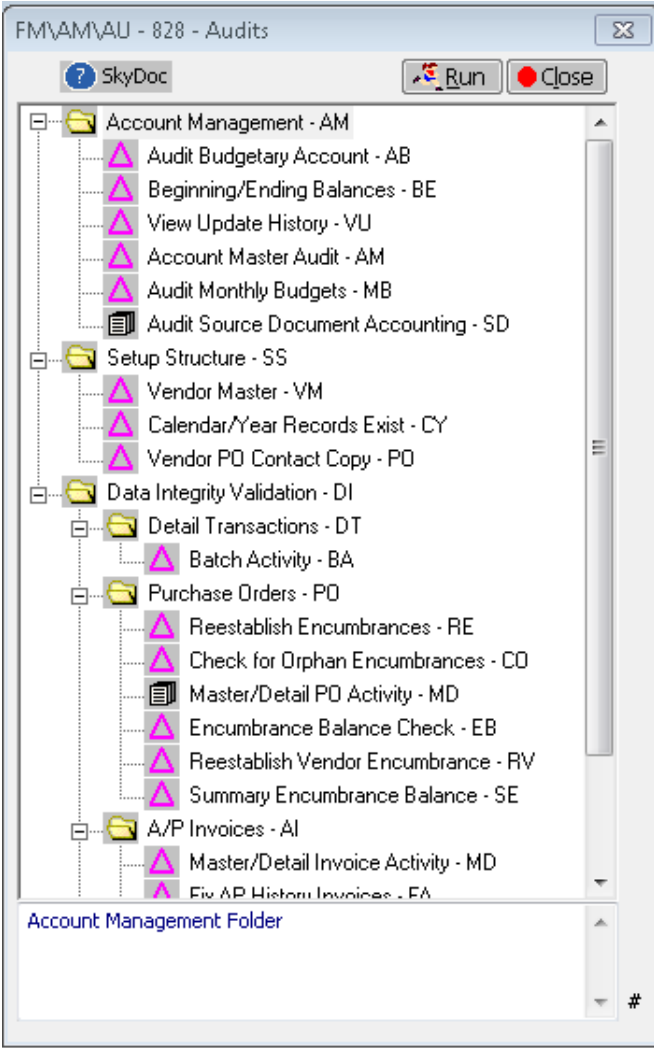 FM\AM\AU - 828 - Audits
? SkyDoc Run Close
Account Management - AM
Audit Budgetary Account - AB
Beginning/Ending Balances - BE
View Update History - VU
Account Master Audit - AM
Audit Monthly Budgets - MB
Audit Source Document Accounting - SD
Setup Structure - SS
Vendor Master - VM
Calendar/Year Records Exist - CY
Vendor PO Contact Copy - PO
Data Integrity Validation - DI
Detail Transactions - DT
Batch Activity - BA
Purchase Orders - PO
Reestablish Encumbrances - RE
Check for Orphan Encumbrances - CO
Master/Detail PO Activity - MD
Encumbrance Balance Check - EB
Reestablish Vendor Encumbrance - RV
Summary Encumbrance Balance - SE
A/P Invoices - AI
Master/Detail Invoice Activity - MD
Fix AP History Invoices - FA
Account Management Folder
#